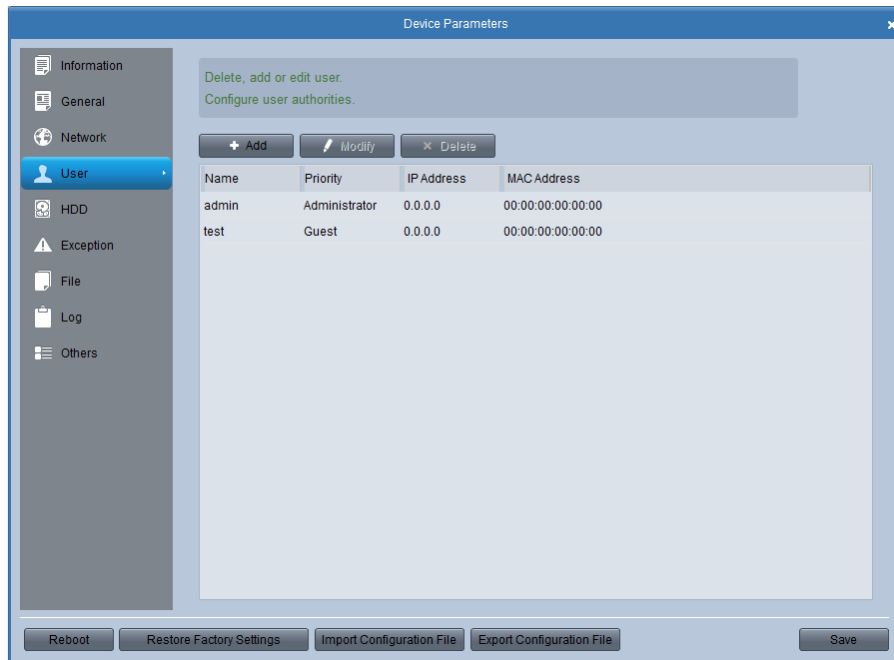 Device Parameters
Information
General
Network
User
HDD
Exception
File
Log
Others
Delete, add or edit user.
Configure user authorities.
Add Modify Delete
Name Priority IP Address MAC Address
admin Administrator 0.0.0.0 00:00:00:00:00:00
test Guest 0.0.0.0 00:00:00:00:00:00
Reboot Restore Factory Settings Import Configuration File Export Configuration File Save